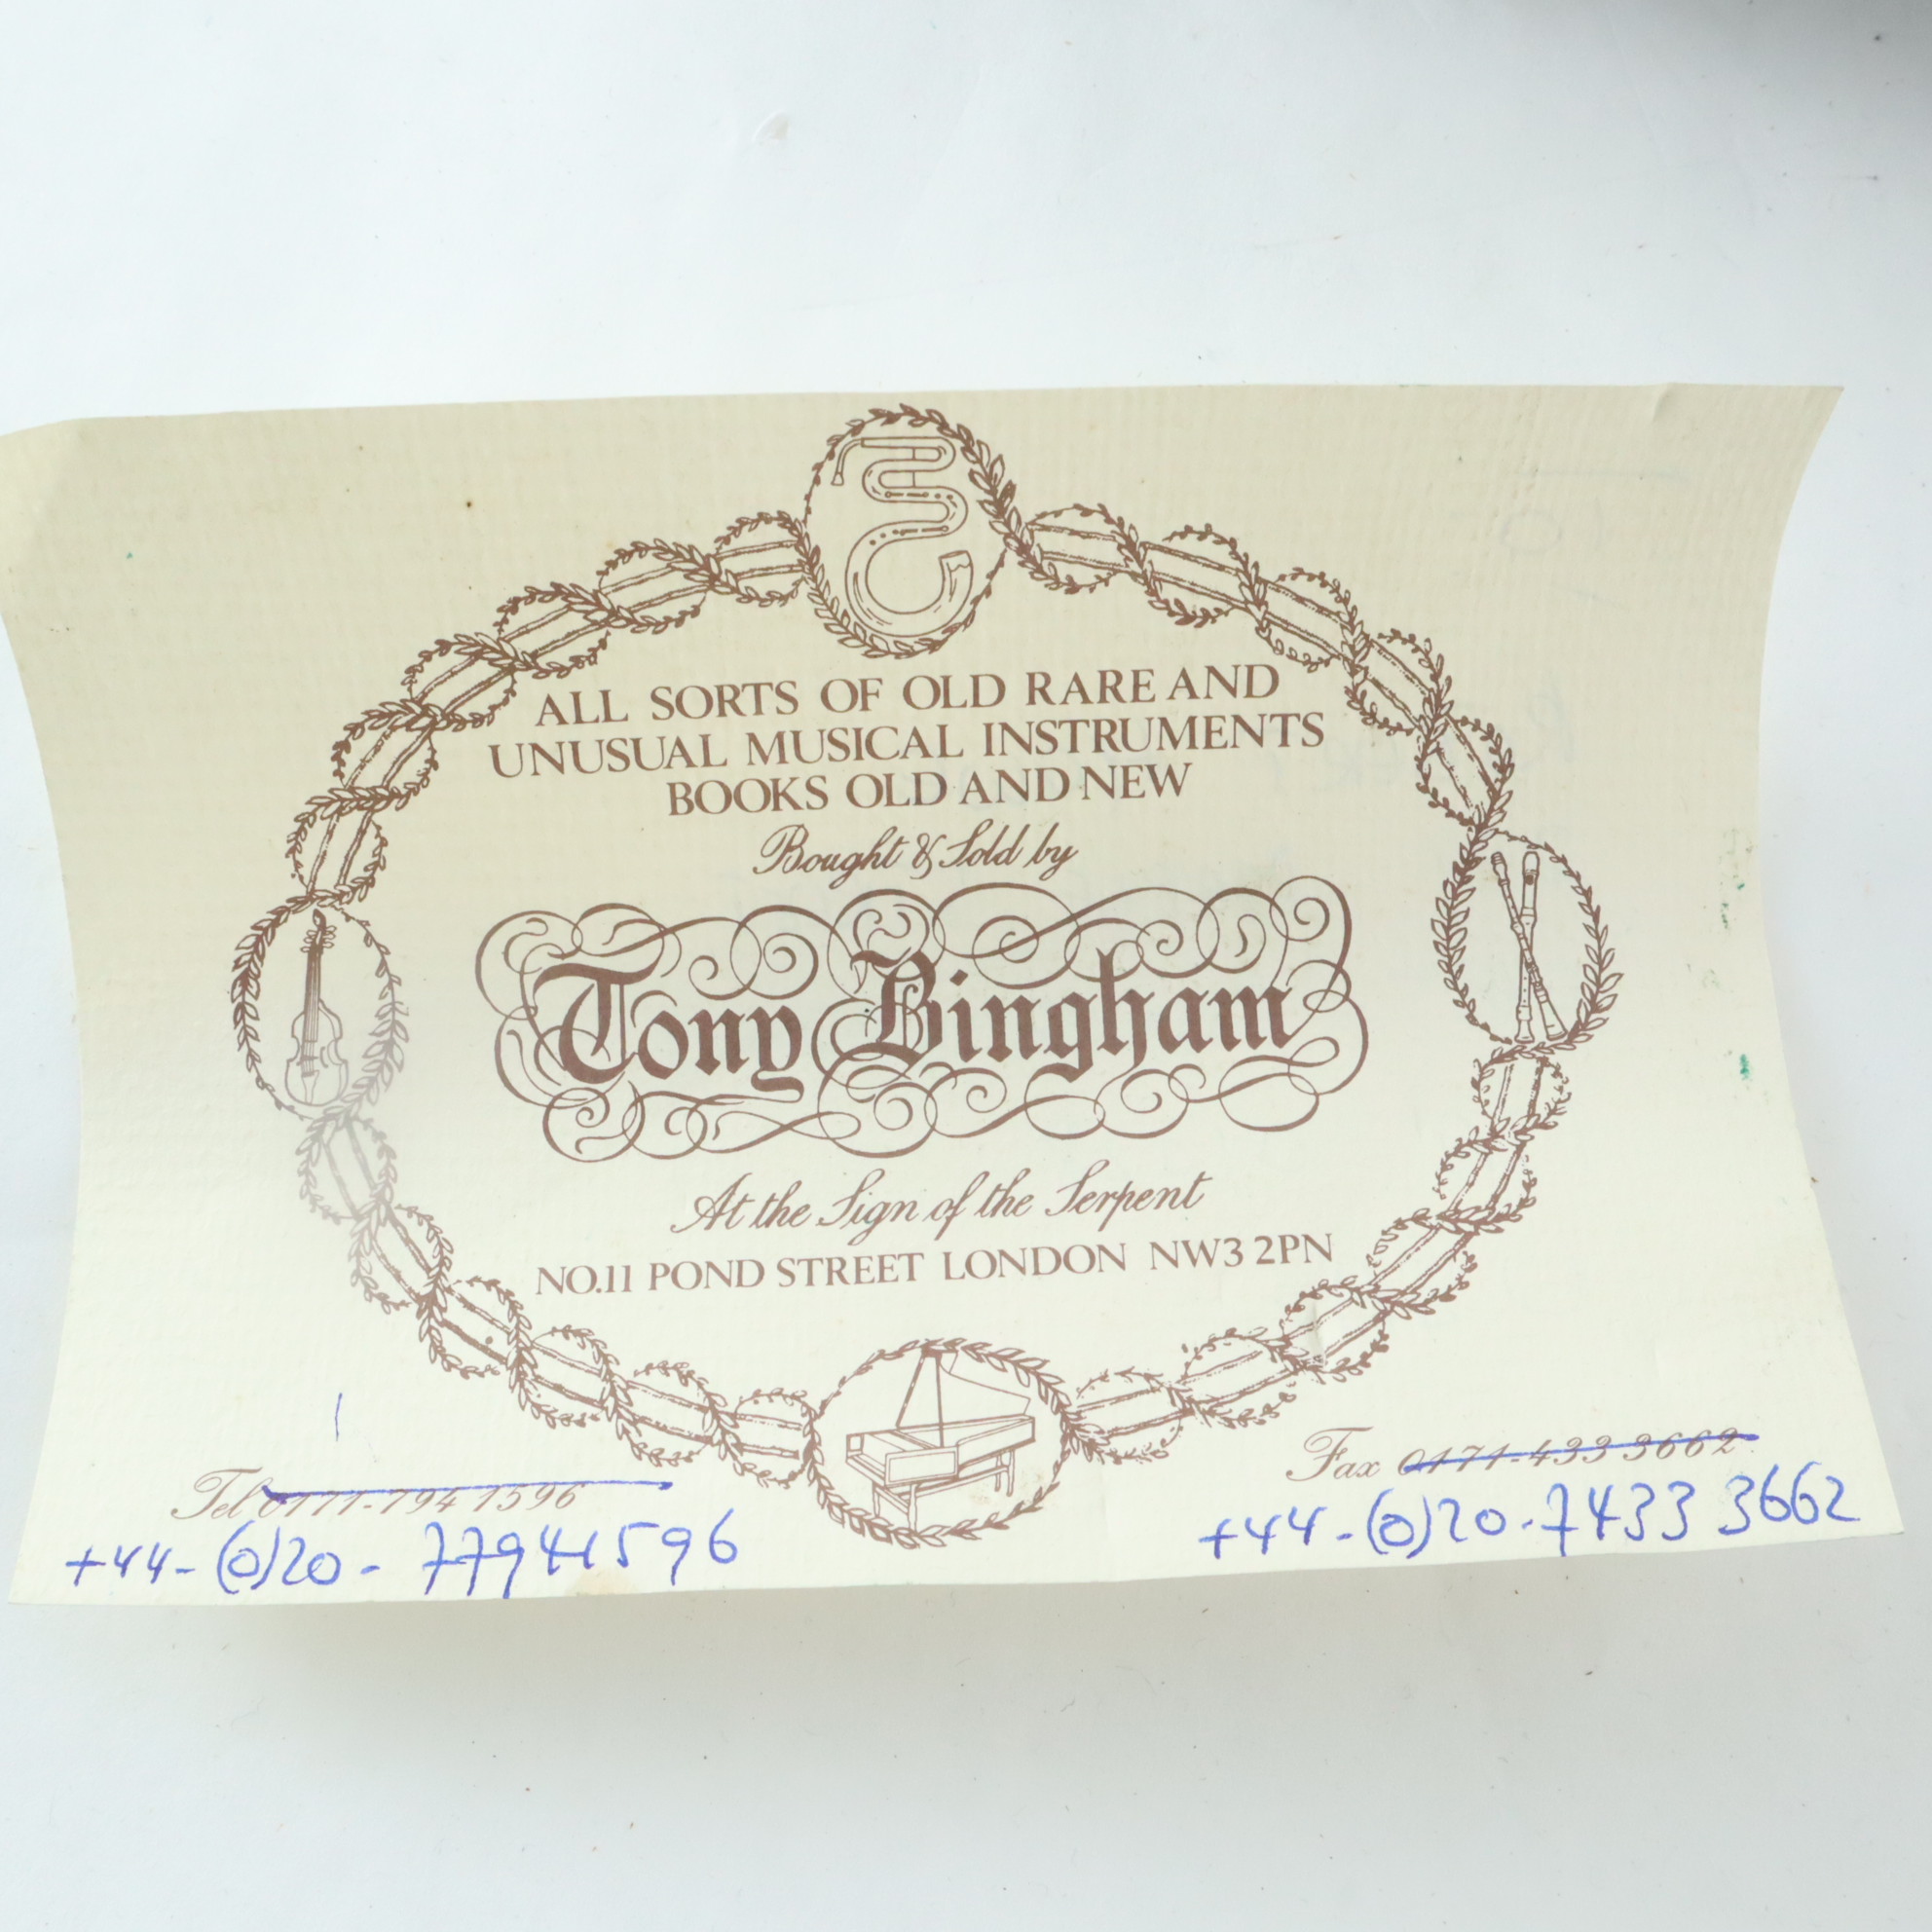 ALL SORTS OF OLD RARE AND
UNUSUAL MUSICAL INSTRUMENTS
BOOKS OLD AND NEW
Bought & Sold by
Tony Bingham
At the Sign of the Serpent
NO.11 POND STREET LONDON NW3 2PN
Tel 0171-794 1596
+44-(0)20-77941596
Fax 0171-433 3662
+44-(0)20-7433 3662